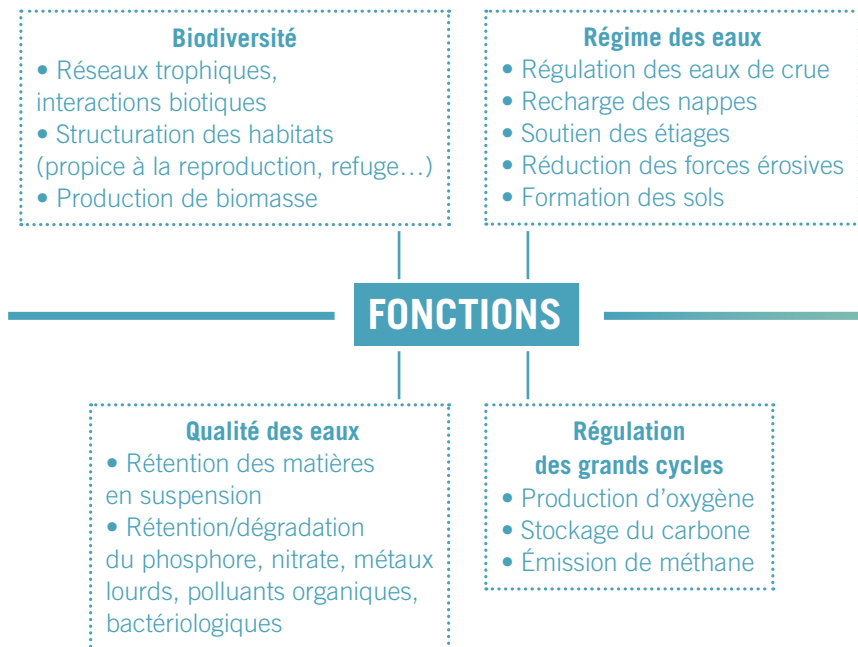 Biodiversité
• Réseaux trophiques,
interactions biotiques
• Structuration des habitats
(propice à la reproduction, refuge…)
• Production de biomasse
Régime des eaux
• Régulation des eaux de crue
• Recharge des nappes
• Soutien des étiages
• Réduction des forces érosives
• Formation des sols
FONCTIONS
Qualité des eaux
• Rétention des matières
en suspension
• Rétention/dégradation
du phosphore, nitrate, métaux
lourds, polluants organiques,
bactériologiques
Régulation
des grands cycles
• Production d’oxygène
• Stockage du carbone
• Émission de méthane